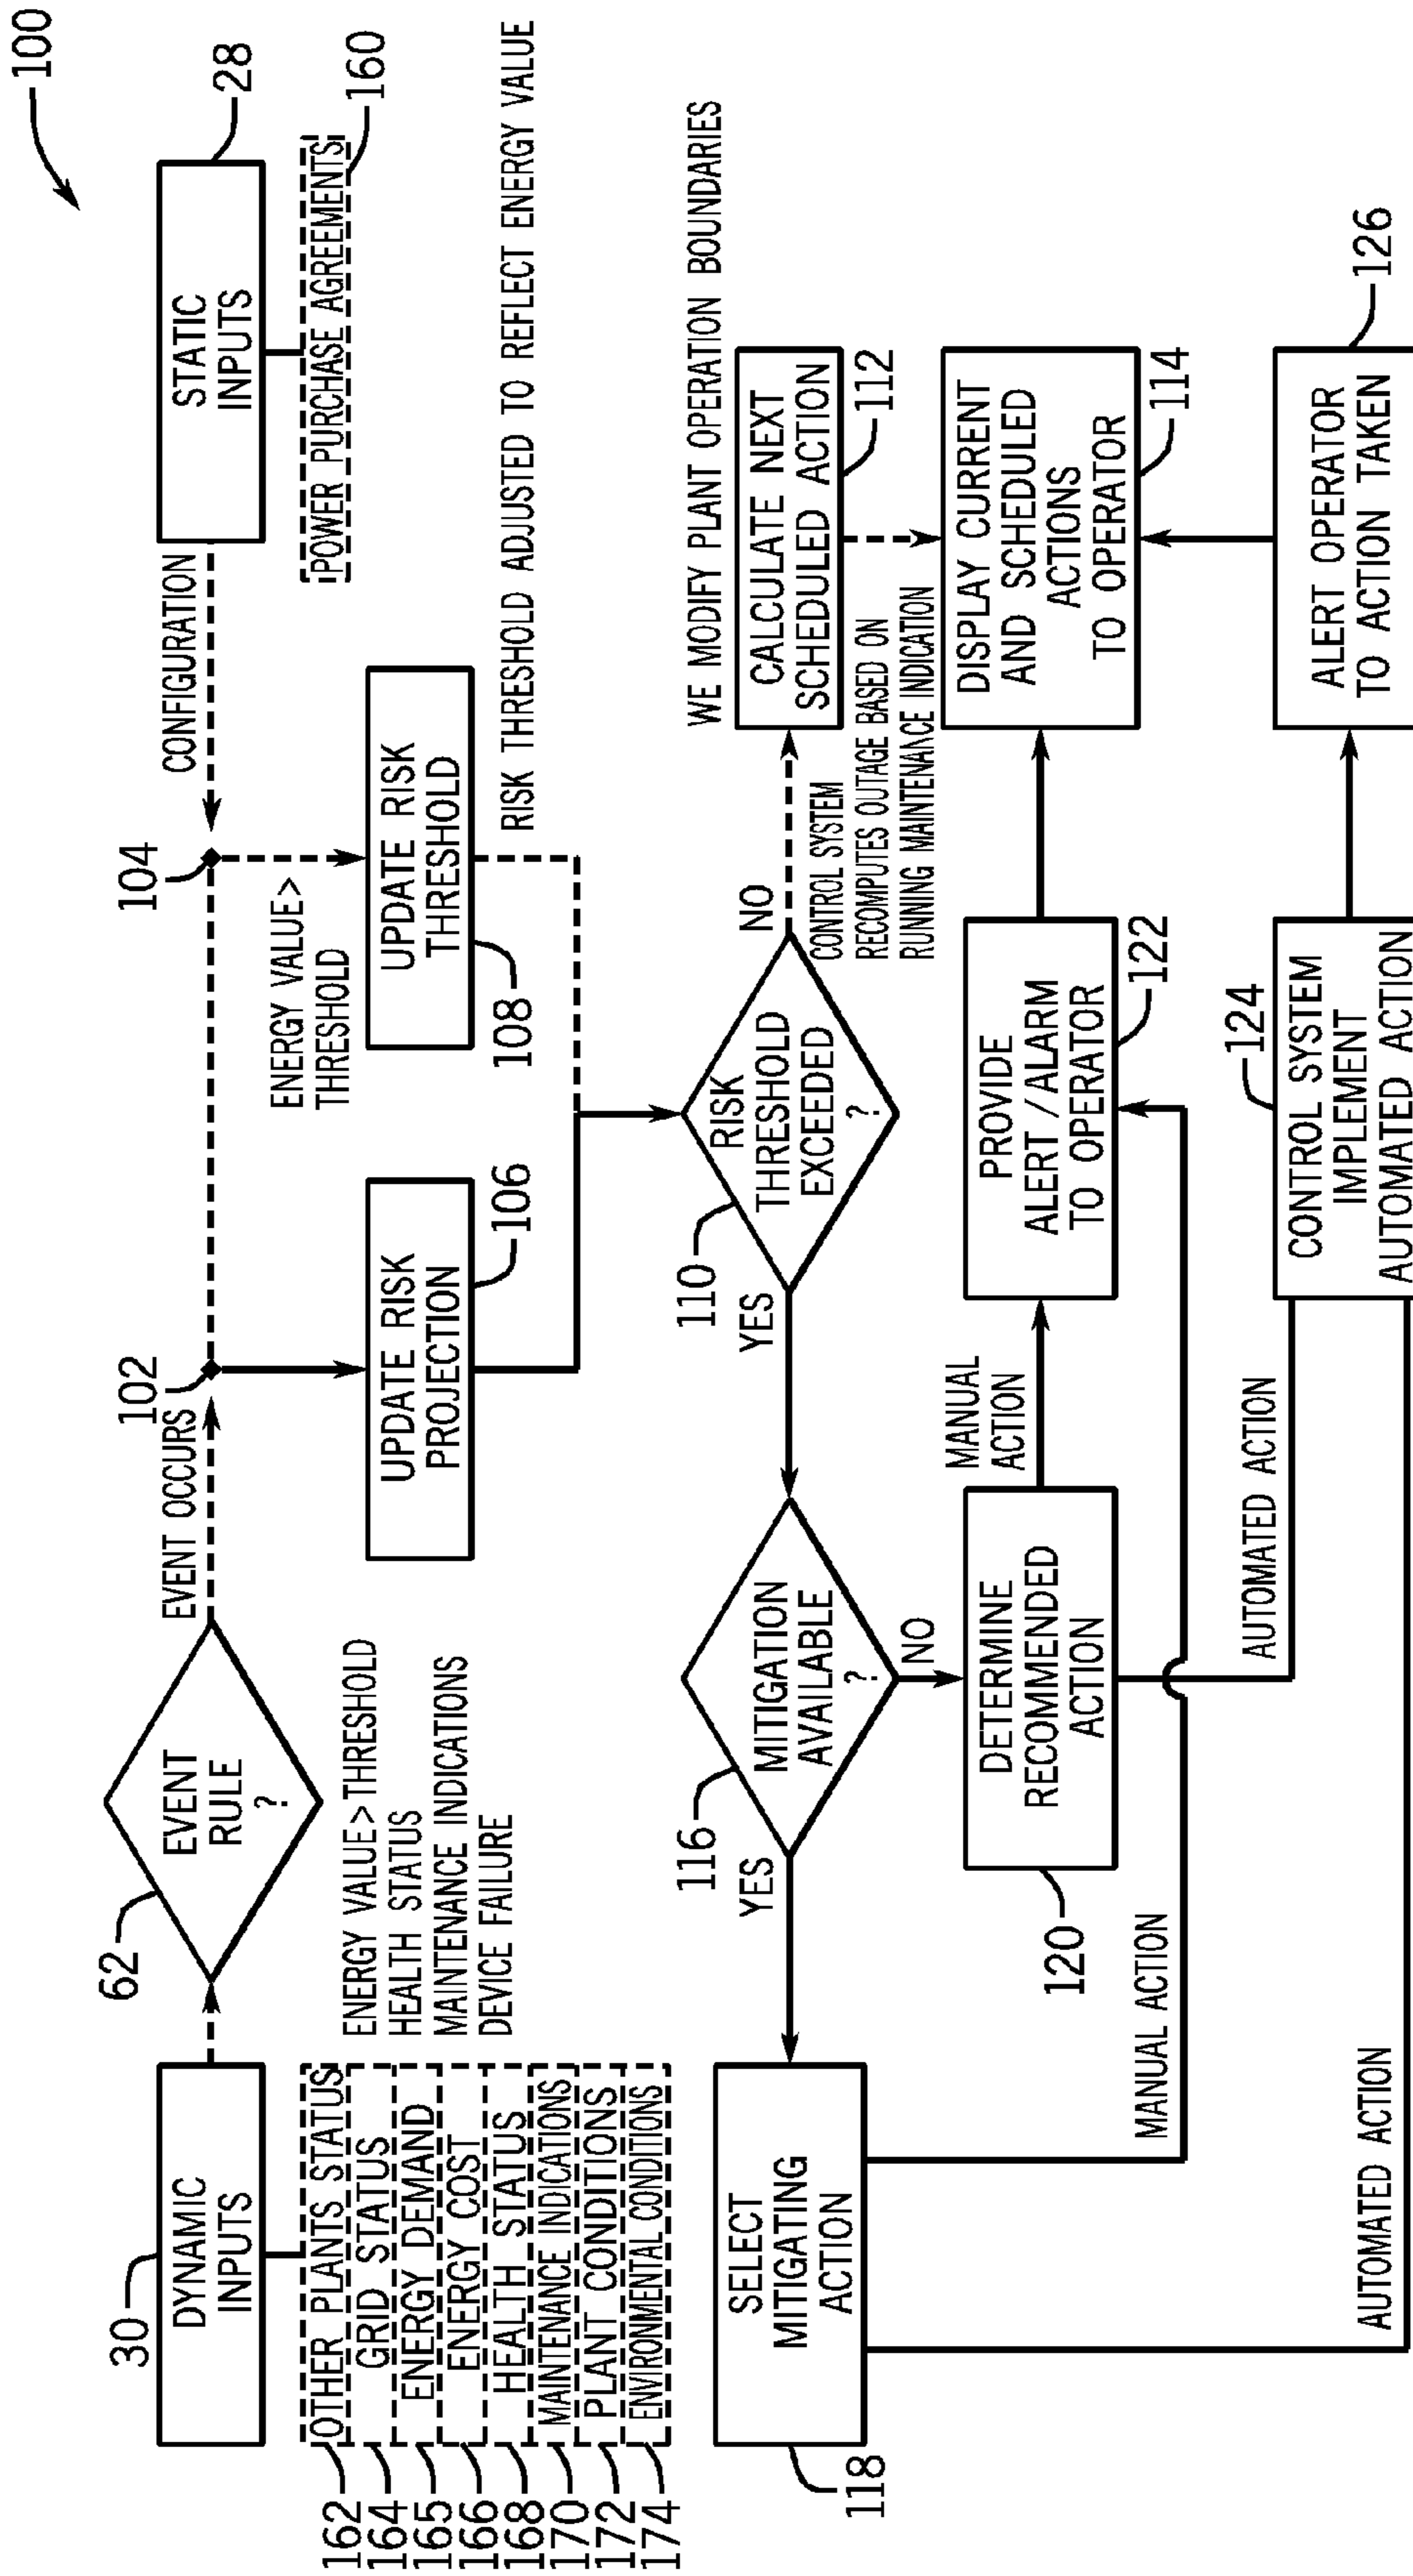 100
30
DYNAMIC
INPUTS
62
EVENT
RULE
?
EVENT OCCURS
102
104
CONFIGURATION
STATIC
INPUTS
28
162
OTHER PLANTS STATUS
164
GRID STATUS
165
ENERGY DEMAND
166
ENERGY COST
168
HEALTH STATUS
170
MAINTENANCE INDICATIONS
172
PLANT CONDITIONS
174
ENVIRONMENTAL CONDITIONS
ENERGY VALUE>THRESHOLD
HEALTH STATUS
MAINTENANCE INDICATIONS
DEVICE FAILURE
UPDATE RISK
PROJECTION
106
ENERGY VALUE>
THRESHOLD
UPDATE RISK
THRESHOLD
108
POWER PURCHASE AGREEMENTS
160
RISK THRESHOLD ADJUSTED TO REFLECT ENERGY VALUE
118
SELECT
MITIGATING
ACTION
YES
116
MITIGATION
AVAILABLE
?
NO
YES
110
RISK
THRESHOLD
EXCEEDED
?
NO
WE MODIFY PLANT OPERATION BOUNDARIES
CALCULATE NEXT
SCHEDULED ACTION
112
CONTROL SYSTEM
RECOMPUTES OUTAGE BASED ON
RUNNING MAINTENANCE INDICATION
DETERMINE
RECOMMENDED
ACTION
120
MANUAL
ACTION
PROVIDE
ALERT/ALARM
TO OPERATOR
122
DISPLAY CURRENT
AND SCHEDULED
ACTIONS
TO OPERATOR
114
MANUAL ACTION
AUTOMATED ACTION
124
CONTROL SYSTEM
IMPLEMENT
AUTOMATED ACTION
ALERT OPERATOR
TO ACTION TAKEN
126
AUTOMATED ACTION